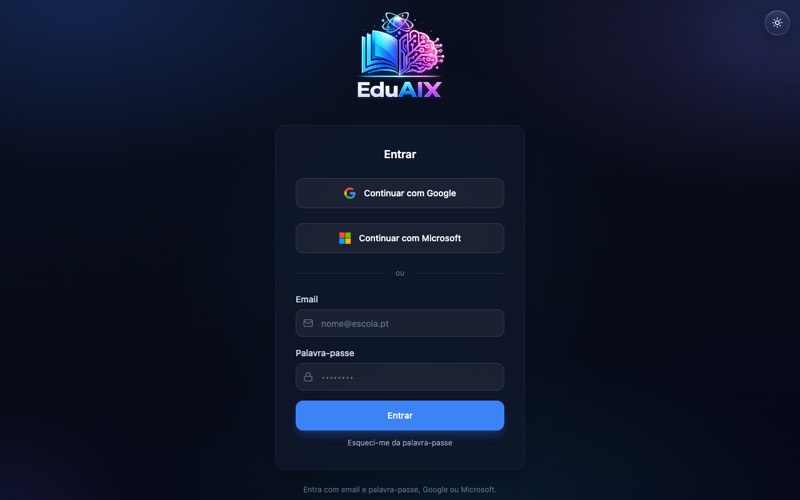 EduAIX
Entrar
Continuar com Google
Continuar com Microsoft
ou
Email
nome@escola.pt
Palavra-passe
••••••••
Entrar
Esqueci-me da palavra-passe
Entra com email e palavra-passe, Google ou Microsoft.